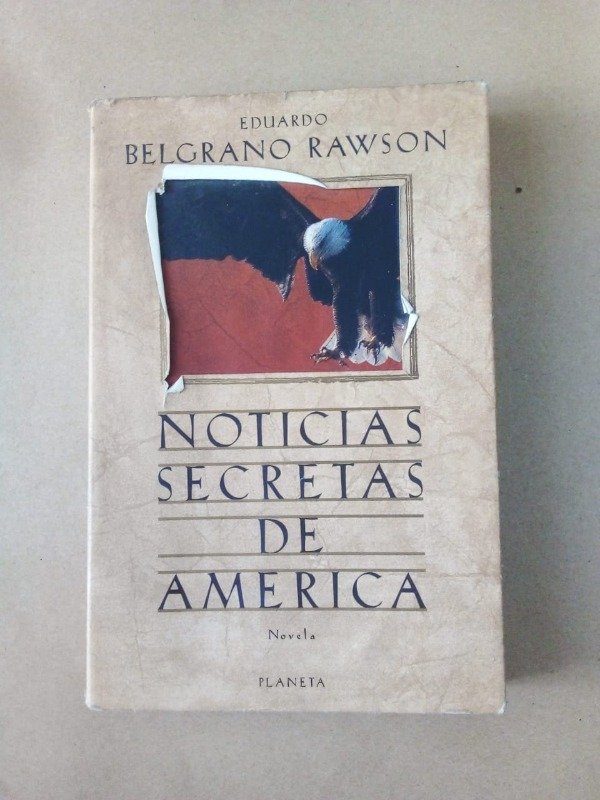 EDUARDO
BELGRANO RAWSON
NOTICIAS
SECRETAS
DE
AMERICA
Novela
PLANETA